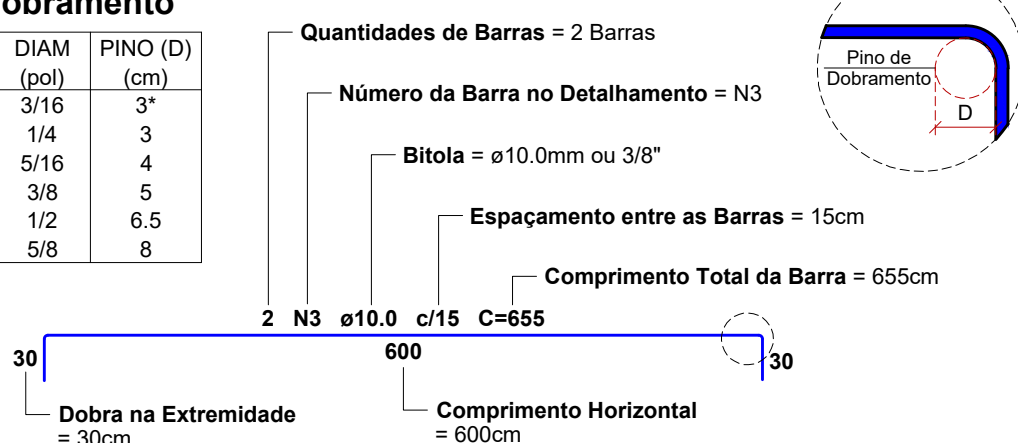 DIAM PINO (D)
(pol) (cm)
3/16 3*
1/4 3
5/16 4
3/8 5
1/2 6.5
5/8 8
Quantidades de Barras = 2 Barras
Número da Barra no Detalhamento = N3
Bitola = ø10.0mm ou 3/8"
Espaçamento entre as Barras = 15cm
Comprimento Total da Barra = 655cm
Pino de
Dobramento
D
2 N3 ø10.0 c/15 C=655
30
600
30
Dobra na Extremidade
= 30cm
Comprimento Horizontal
= 600cm